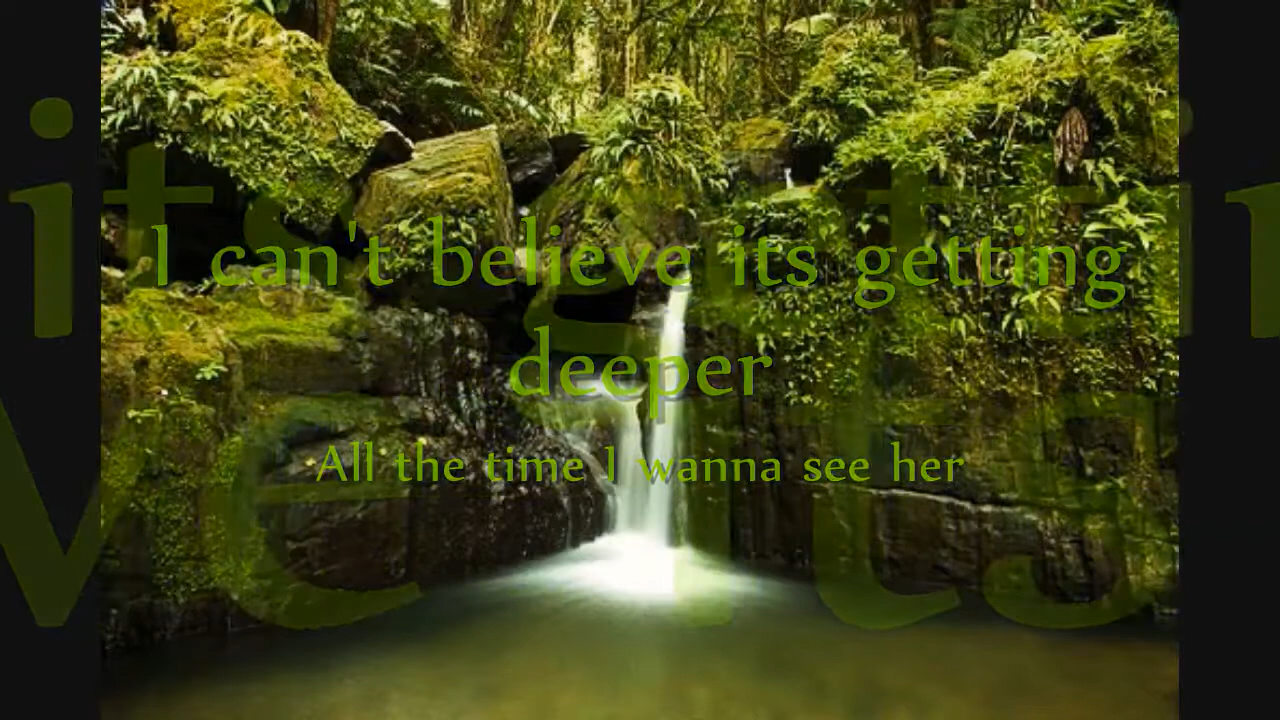 I can't believe its getting
deeper
All the time I wanna see her